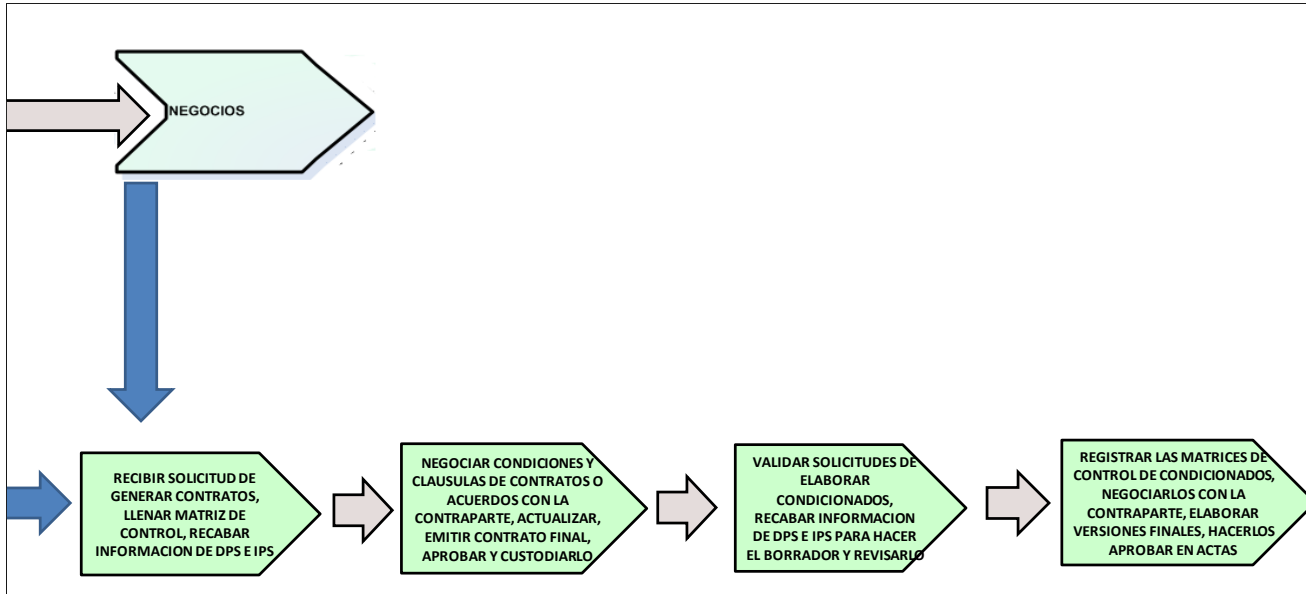 NEGOCIOS
RECIBIR SOLICITUD DE
GENERAR CONTRATOS,
LLENAR MATRIZ DE
CONTROL, RECABAR
INFORMACION DE DPS E IPS
NEGOCIAR CONDICIONES Y
CLAUSULAS DE CONTRATOS O
ACUERDOS CON LA
CONTRAPARTE, ACTUALIZAR,
EMITIR CONTRATO FINAL,
APROBAR Y CUSTODIARLO
VALIDAR SOLICITUDES DE
ELABORAR
CONDICIONADOS,
RECABAR INFORMACION
DE DPS E IPS PARA HACER
EL BORRADOR Y REVISARLO
REGISTRAR LAS MATRICES DE
CONTROL DE CONDICIONADOS,
NEGOCIARLOS CON LA
CONTRAPARTE, ELABORAR
VERSIONES FINALES, HACERLOS
APROBAR EN ACTAS